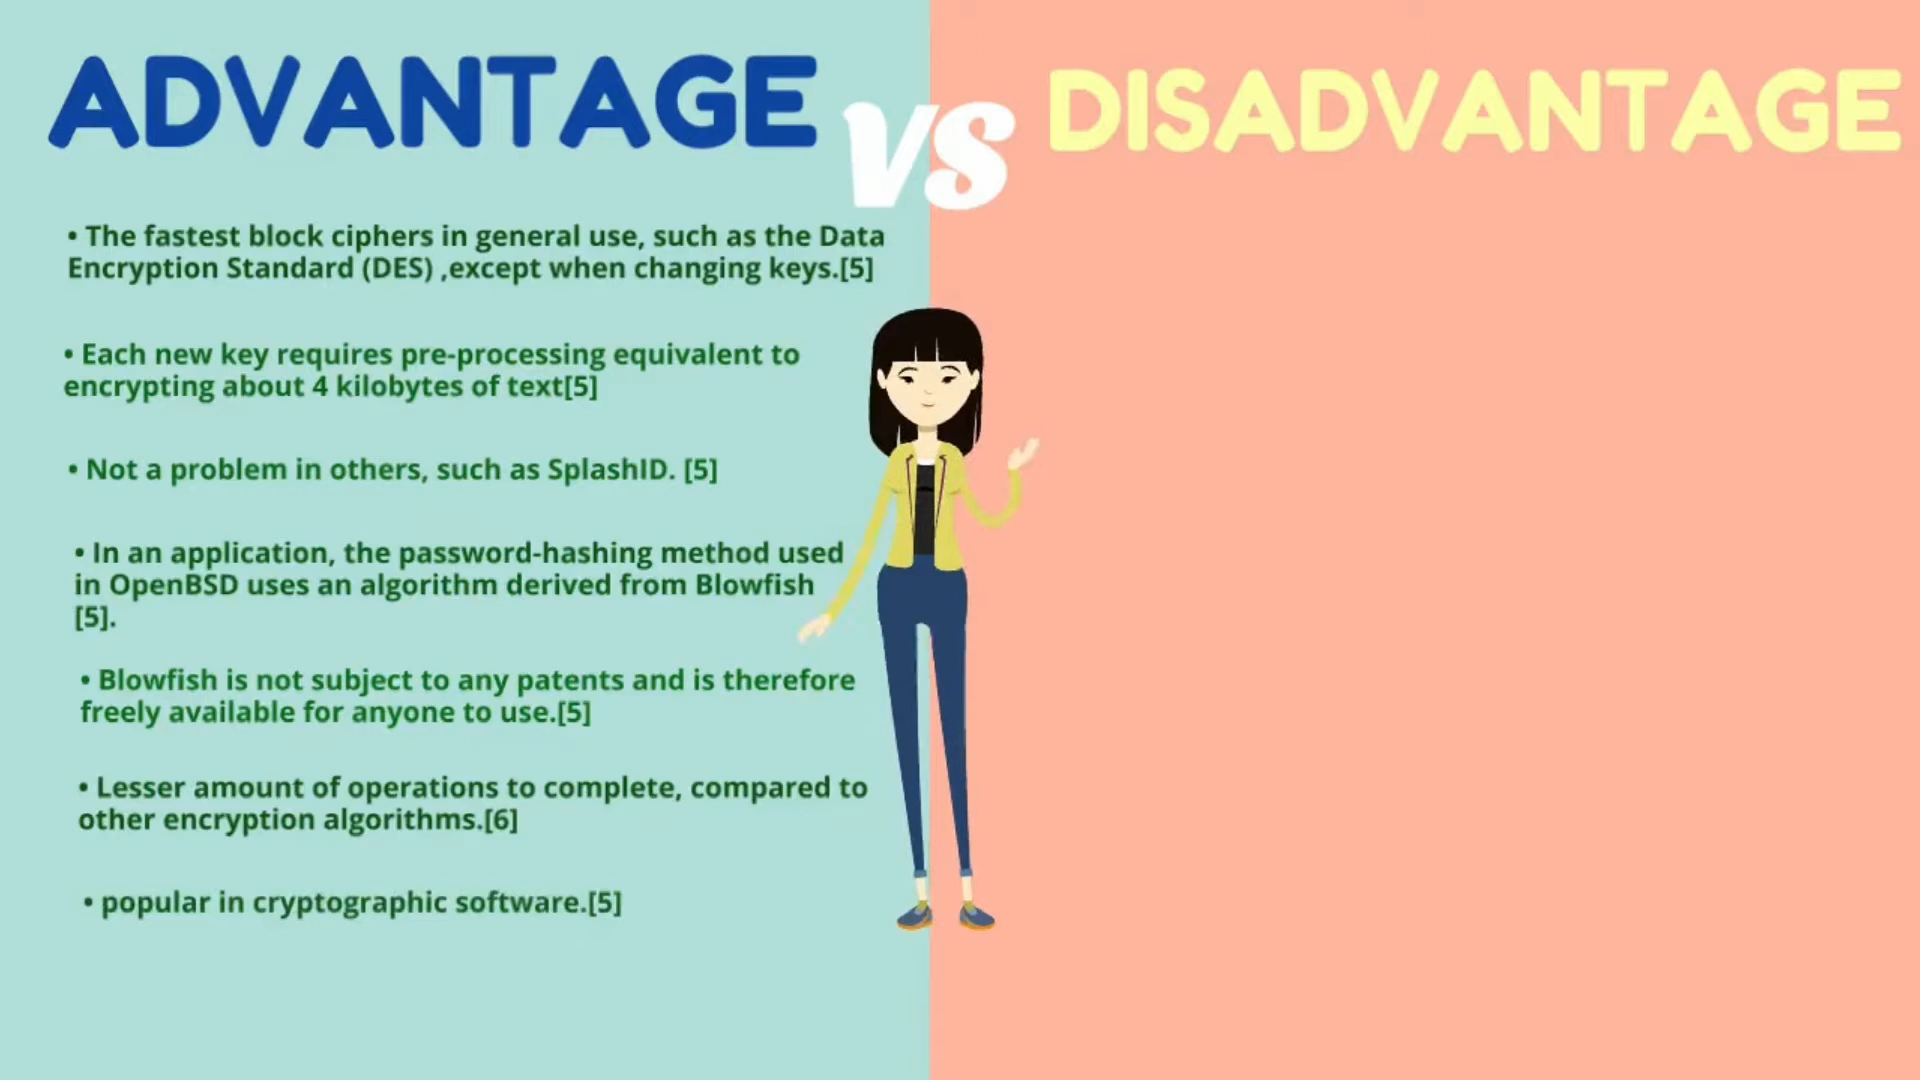 ADVANTAGE
VS
DISADVANTAGE
• The fastest block ciphers in general use, such as the Data
Encryption Standard (DES) ,except when changing keys.[5]
• Each new key requires pre-processing equivalent to
encrypting about 4 kilobytes of text[5]
• Not a problem in others, such as SplashID. [5]
• In an application, the password-hashing method used
in OpenBSD uses an algorithm derived from Blowfish
[5].
• Blowfish is not subject to any patents and is therefore
freely available for anyone to use.[5]
• Lesser amount of operations to complete, compared to
other encryption algorithms.[6]
• popular in cryptographic software.[5]